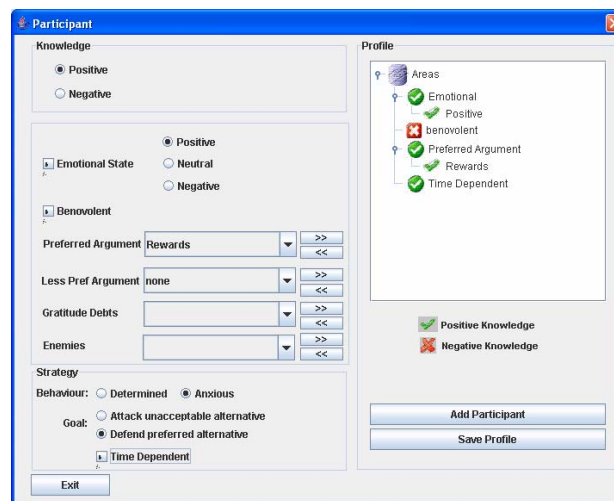 Participant
Knowledge
Positive
Negative
Emotional State
Positive
Neutral
Negative
Benovolent
Preferred Argument Rewards >>
<<
Less Pref Argument none >>
<<
Gratitude Debts >>
<<
Enemies >>
<<
Strategy
Behaviour: Determined Anxious
Goal: Attack unacceptable alternative
Defend preferred alternative
Time Dependent
Exit
Profile
Areas
Emotional
Positive
benovolent
Preferred Argument
Rewards
Time Dependent
Positive Knowledge
Negative Knowledge
Add Participant
Save Profile